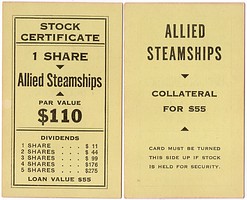 STOCK
CERTIFICATE
1 SHARE
Allied Steamships
PAR VALUE
$110
DIVIDENDS
1 SHARE $ 11
2 SHARES $ 44
3 SHARES $ 99
4 SHARES $176
5 SHARES $275
LOAN VALUE $55
ALLIED
STEAMSHIPS
COLLATERAL
FOR $55
CARD MUST BE TURNED
THIS SIDE UP IF STOCK
IS HELD FOR SECURITY.